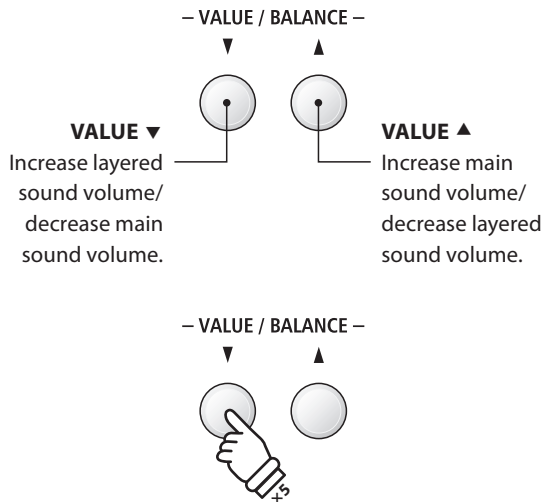 – VALUE / BALANCE –
▼ ▲
VALUE ▼
Increase layered
sound volume/
decrease main
sound volume.
VALUE ▲
Increase main
sound volume/
decrease layered
sound volume.
– VALUE / BALANCE –
▼ ▲
×5